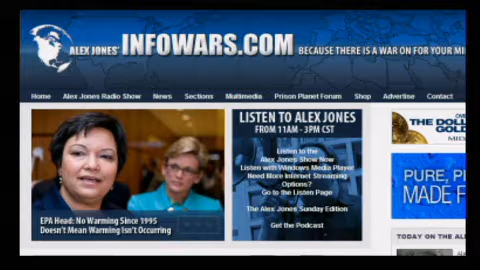 ALEX JONES' INFOWARS.COM BECAUSE THERE IS A WAR ON FOR YOUR MI
Home Alex Jones Radio Show News Sections Multimedia Prison Planet Forum Shop Advertise Contact
EPA Head: No Warming Since 1995
Doesn't Mean Warming Isn't Occurring
LISTEN TO ALEX JONES
FROM 11AM - 3PM CST
Listen to the
Alex Jones Show Now
Listen with Windows Media Player
Need More Internet Streaming
Options?
Go to the Listen Page
The Alex Jones Sunday Edition
Get the Podcast
THE DOLL
GOLD
MID
PURE, P
MADE F
TODAY ON THE AL